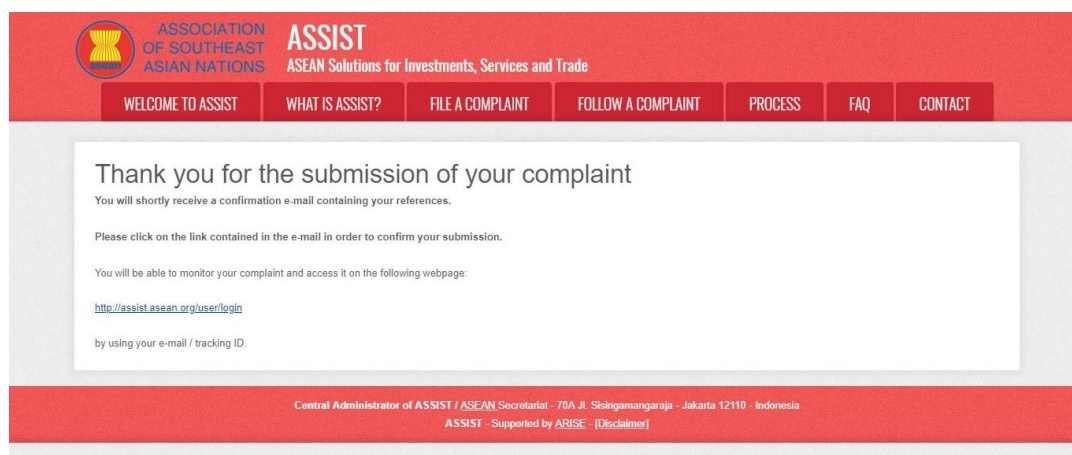 ASSOCIATION
OF SOUTHEAST
ASIAN NATIONS
asean
ASSIST
ASEAN Solutions for Investments, Services and Trade
WELCOME TO ASSIST WHAT IS ASSIST? FILE A COMPLAINT FOLLOW A COMPLAINT PROCESS FAQ CONTACT
Thank you for the submission of your complaint
You will shortly receive a confirmation e-mail containing your references.
Please click on the link contained in the e-mail in order to confirm your submission.
You will be able to monitor your complaint and access it on the following webpage:
http://assist.asean.org/user/login
by using your e-mail / tracking ID.
Central Administrator of ASSIST / ASEAN Secretariat - 70A Jl. Sisingamangaraja - Jakarta 12110 - Indonesia
ASSIST - Supported by ARISE - [Disclaimer]